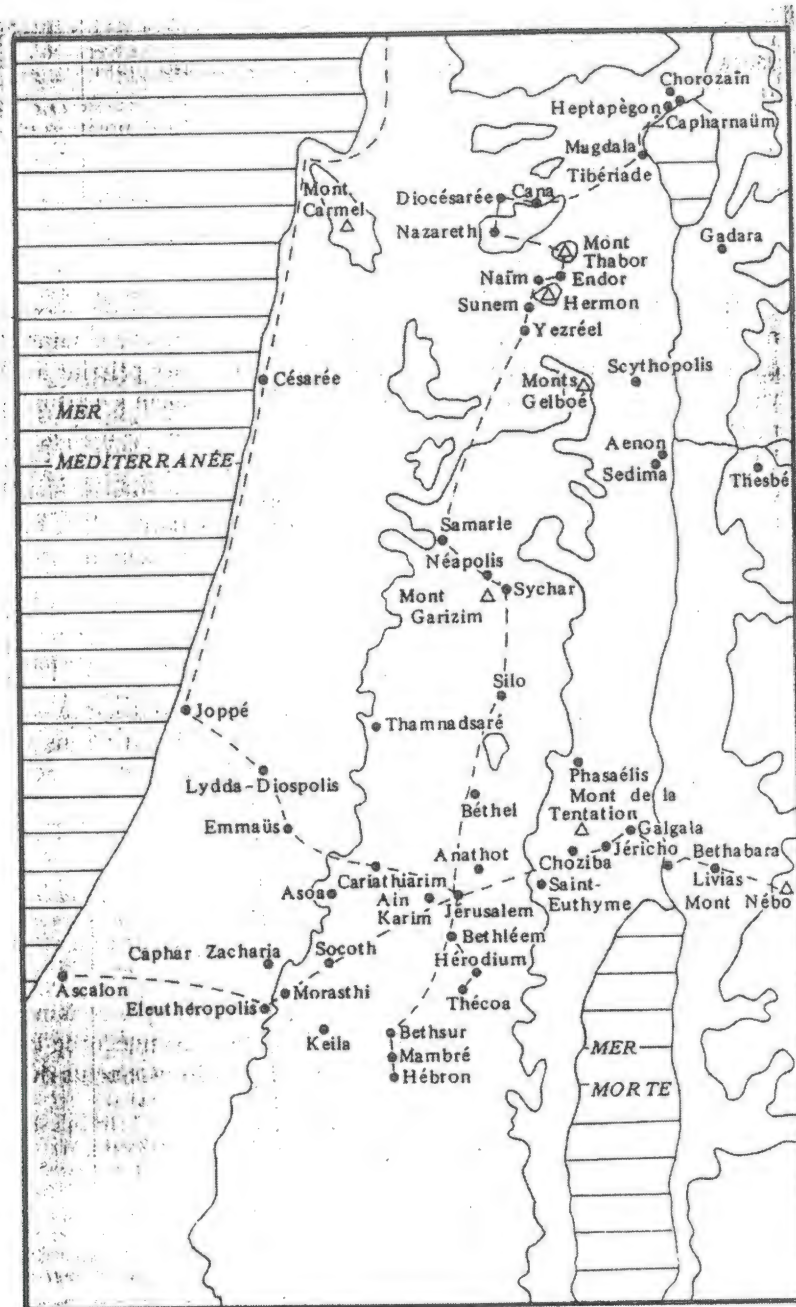 Chorozaïn
Heptapègon
Capharnaüm
Magdala
Tibériade
Mont
Carmel
Diocésarée
Cana
Nazareth
Mont
Thabor
Gadara
Naïm
Endor
Sunem
Hermon
Yezréel
Césarée
Monts
Gelboé
Scythopolis
MER
MEDITERRANÉE
Aenon
Sedima
Thesbé
Samarie
Néapolis
Mont
Garizim
Sychar
Silo
Joppé
Thamnadsaré
Lydda-Diospolis
Phasaélis
Mont de la
Tentation
Béthel
Emmaüs
Galgala
Anathot
Choziba
Jéricho
Bethabara
Cariathiarim
Livias
Asoa
Ain
Karim
Jérusalem
Saint-
Euthyme
Mont Nébo
Bethléem
Caphar Zacharia
Socoth
Hérodium
Ascalon
Morasthi
Eleuthéropolis
Thécoa
Keila
Bethsur
Mambré
Hébron
MER
MORTE